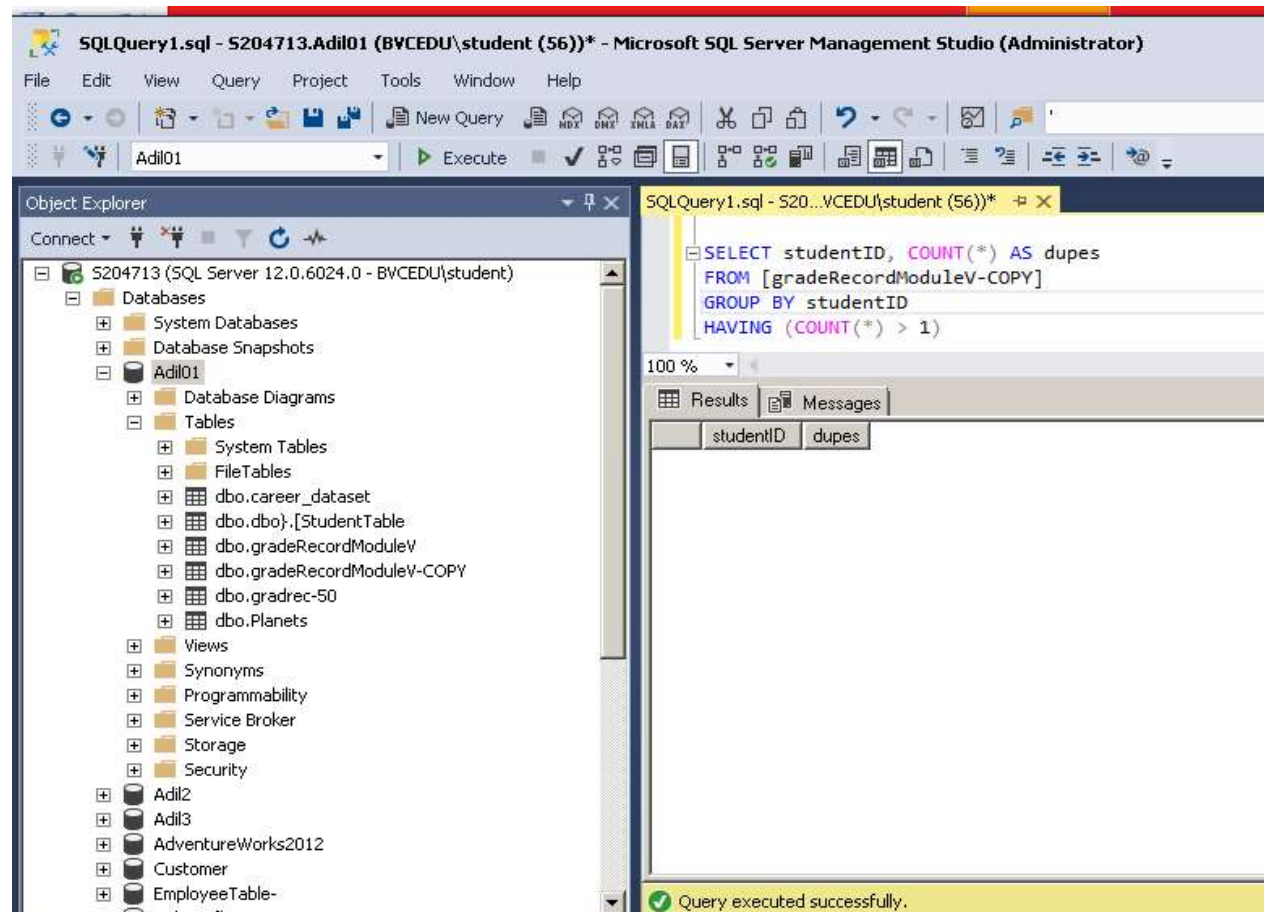 SQLQuery1.sql - S204713.Adil01 (BVCEDU\student (56))* - Microsoft SQL Server Management Studio (Administrator)
File Edit View Query Project Tools Window Help
New Query MDX DMX XMLA DAX
Adil01 Execute
Object Explorer
Connect
S204713 (SQL Server 12.0.6024.0 - BVCEDU\student)
Databases
System Databases
Database Snapshots
Adil01
Database Diagrams
Tables
System Tables
FileTables
dbo.career_dataset
dbo.dbo}.[StudentTable
dbo.gradeRecordModuleV
dbo.gradeRecordModuleV-COPY
dbo.gradrec-50
dbo.Planets
Views
Synonyms
Programmability
Service Broker
Storage
Security
Adil2
Adil3
AdventureWorks2012
Customer
EmployeeTable-
SQLQuery1.sql - S20...VCEDU\student (56))*
SELECT studentID, COUNT(*) AS dupes
FROM [gradeRecordModuleV-COPY]
GROUP BY studentID
HAVING (COUNT(*) > 1)
100 %
Results Messages
studentID dupes
Query executed successfully.